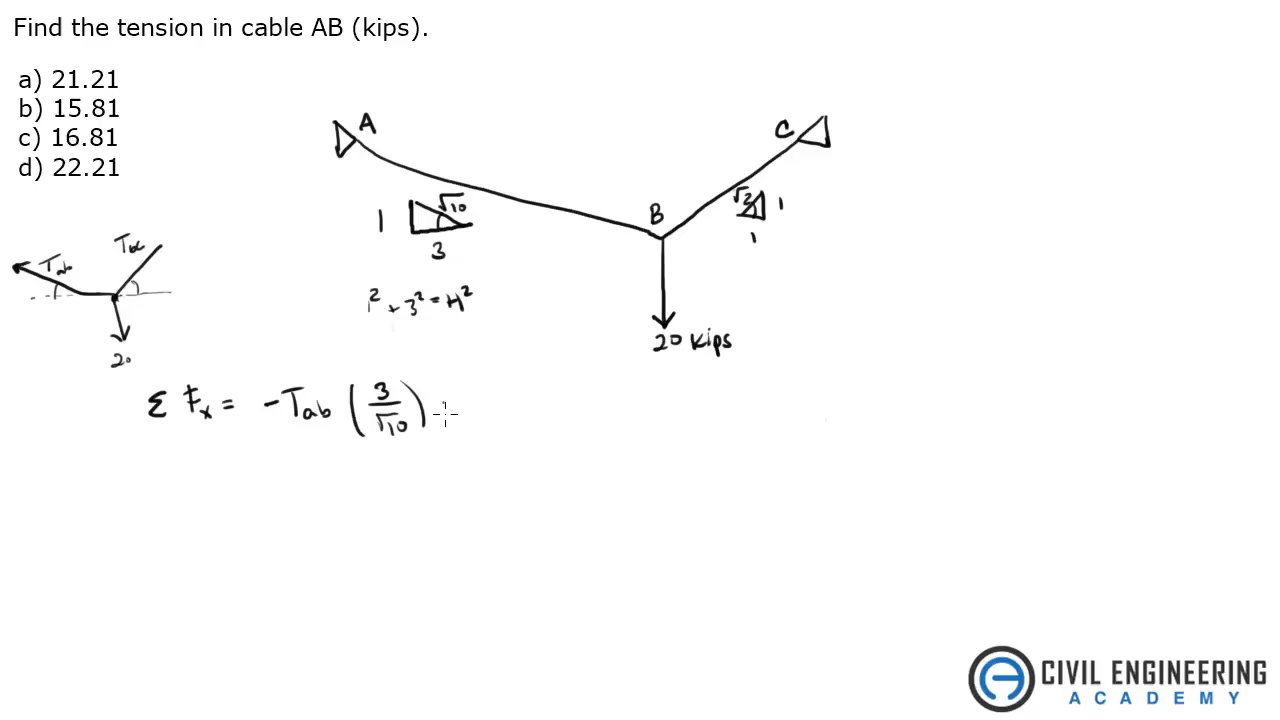 Find the tension in cable AB (kips).
a) 21.21
b) 15.81
c) 16.81
d) 22.21
A
C
B
1
√10
3
√2
1
1
1² + 3² = H²
20 kips
Tab
Tbc
20
Σ Fx = -Tab (3/√10)
CIVIL ENGINEERING
ACADEMY